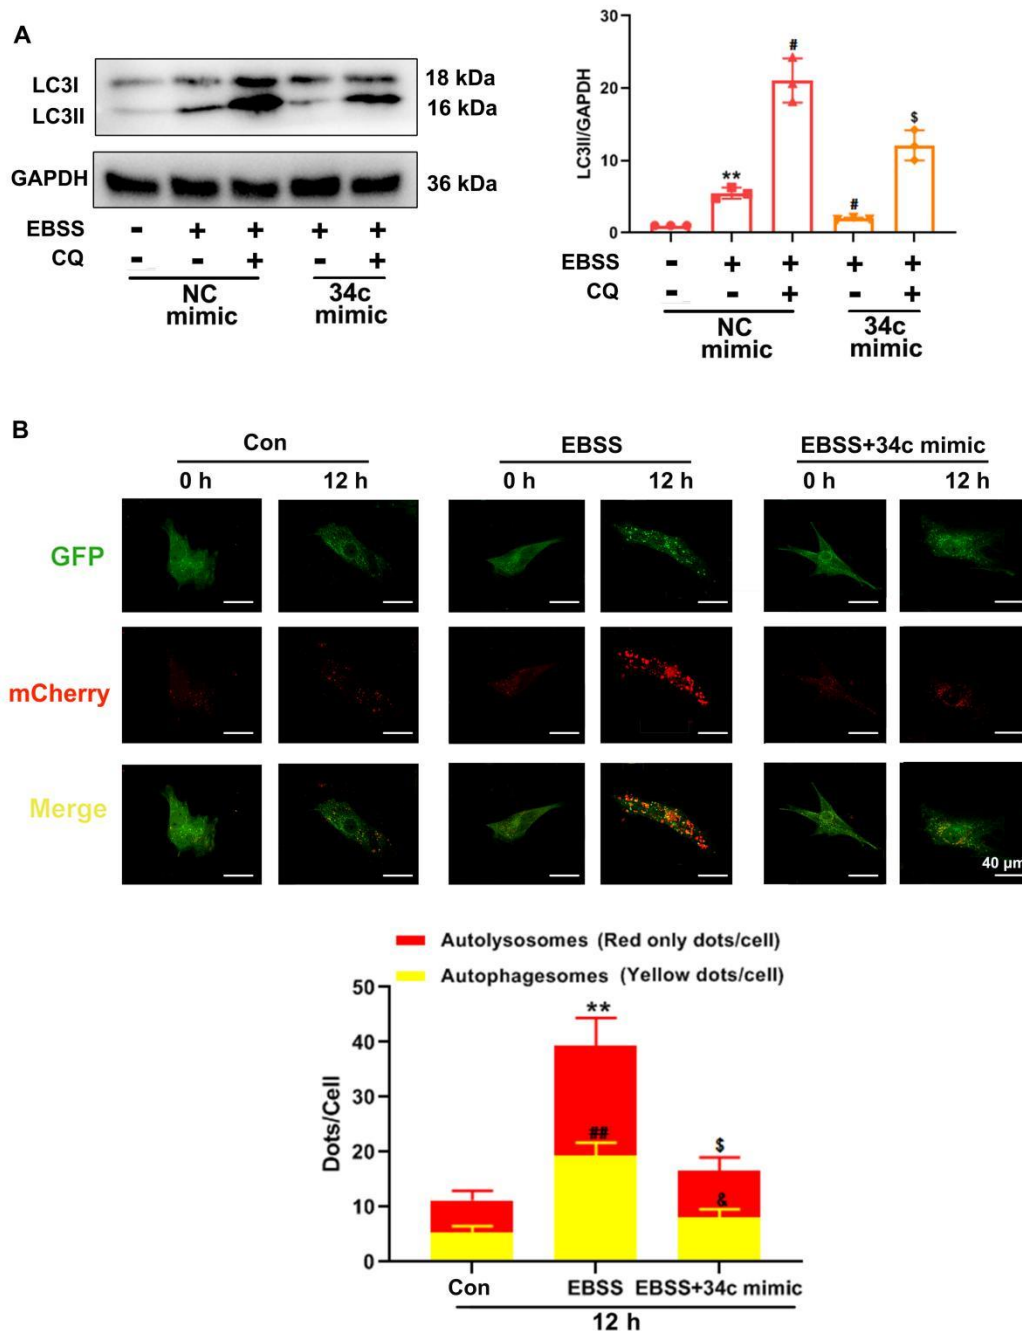 A
LC3I
LC3II
18 kDa
16 kDa
GAPDH
36 kDa
EBSS - + + + +
CQ - - + - +
NC
mimic
34c
mimic
LC3II/GAPDH
30
20
10
0
**
#
#
$
EBSS - + + + +
CQ - - + - +
NC
mimic
34c
mimic
B
Con EBSS EBSS+34c mimic
0 h 12 h 0 h 12 h 0 h 12 h
GFP
mCherry
Merge
40 μm
Autolysosomes (Red only dots/cell)
Autophagesomes (Yellow dots/cell)
Dots/Cell
50
40
30
20
10
0
**
##
$
&
Con EBSS EBSS+34c mimic
12 h